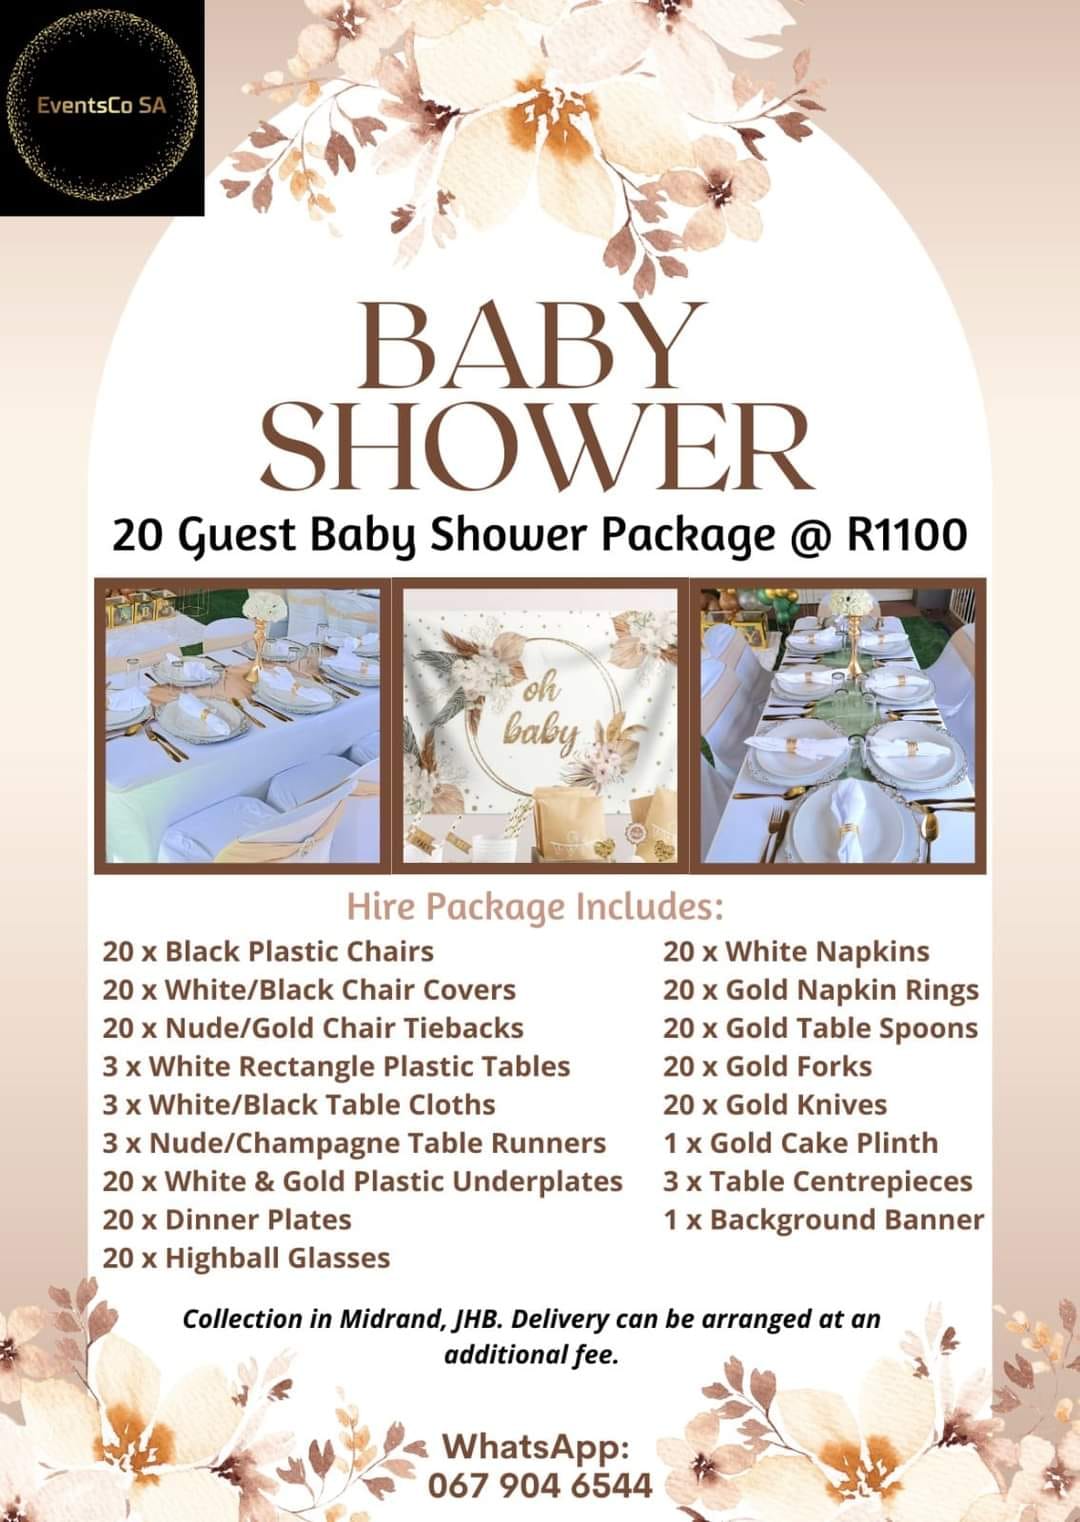 EventsCo SA
BABY
SHOWER
20 Guest Baby Shower Package @ R1100
oh
baby
Hire Package Includes:
20 x Black Plastic Chairs
20 x White/Black Chair Covers
20 x Nude/Gold Chair Tiebacks
3 x White Rectangle Plastic Tables
3 x White/Black Table Cloths
3 x Nude/Champagne Table Runners
20 x White & Gold Plastic Underplates
20 x Dinner Plates
20 x Highball Glasses
20 x White Napkins
20 x Gold Napkin Rings
20 x Gold Table Spoons
20 x Gold Forks
20 x Gold Knives
1 x Gold Cake Plinth
3 x Table Centrepieces
1 x Background Banner
Collection in Midrand, JHB. Delivery can be arranged at an
additional fee.
WhatsApp:
067 904 6544